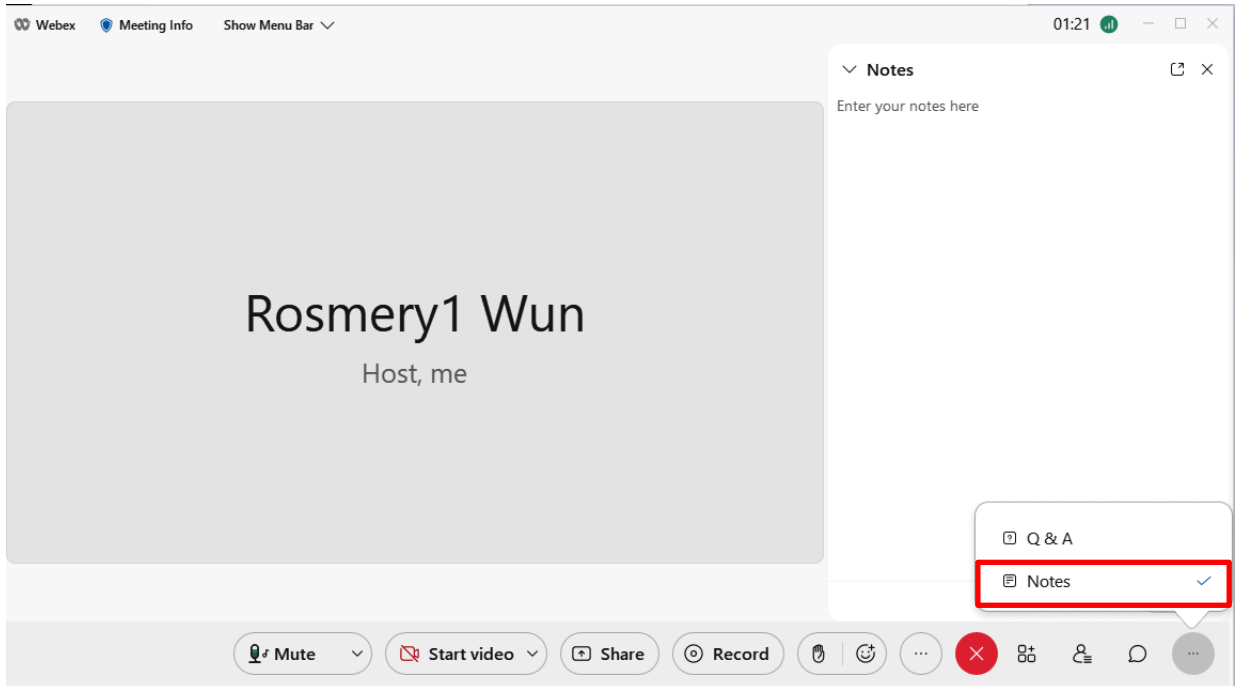 Webex Meeting Info Show Menu Bar 01:21
Notes
Enter your notes here
Rosmery1 Wun
Host, me
Q & A
Notes
Mute Start video Share Record